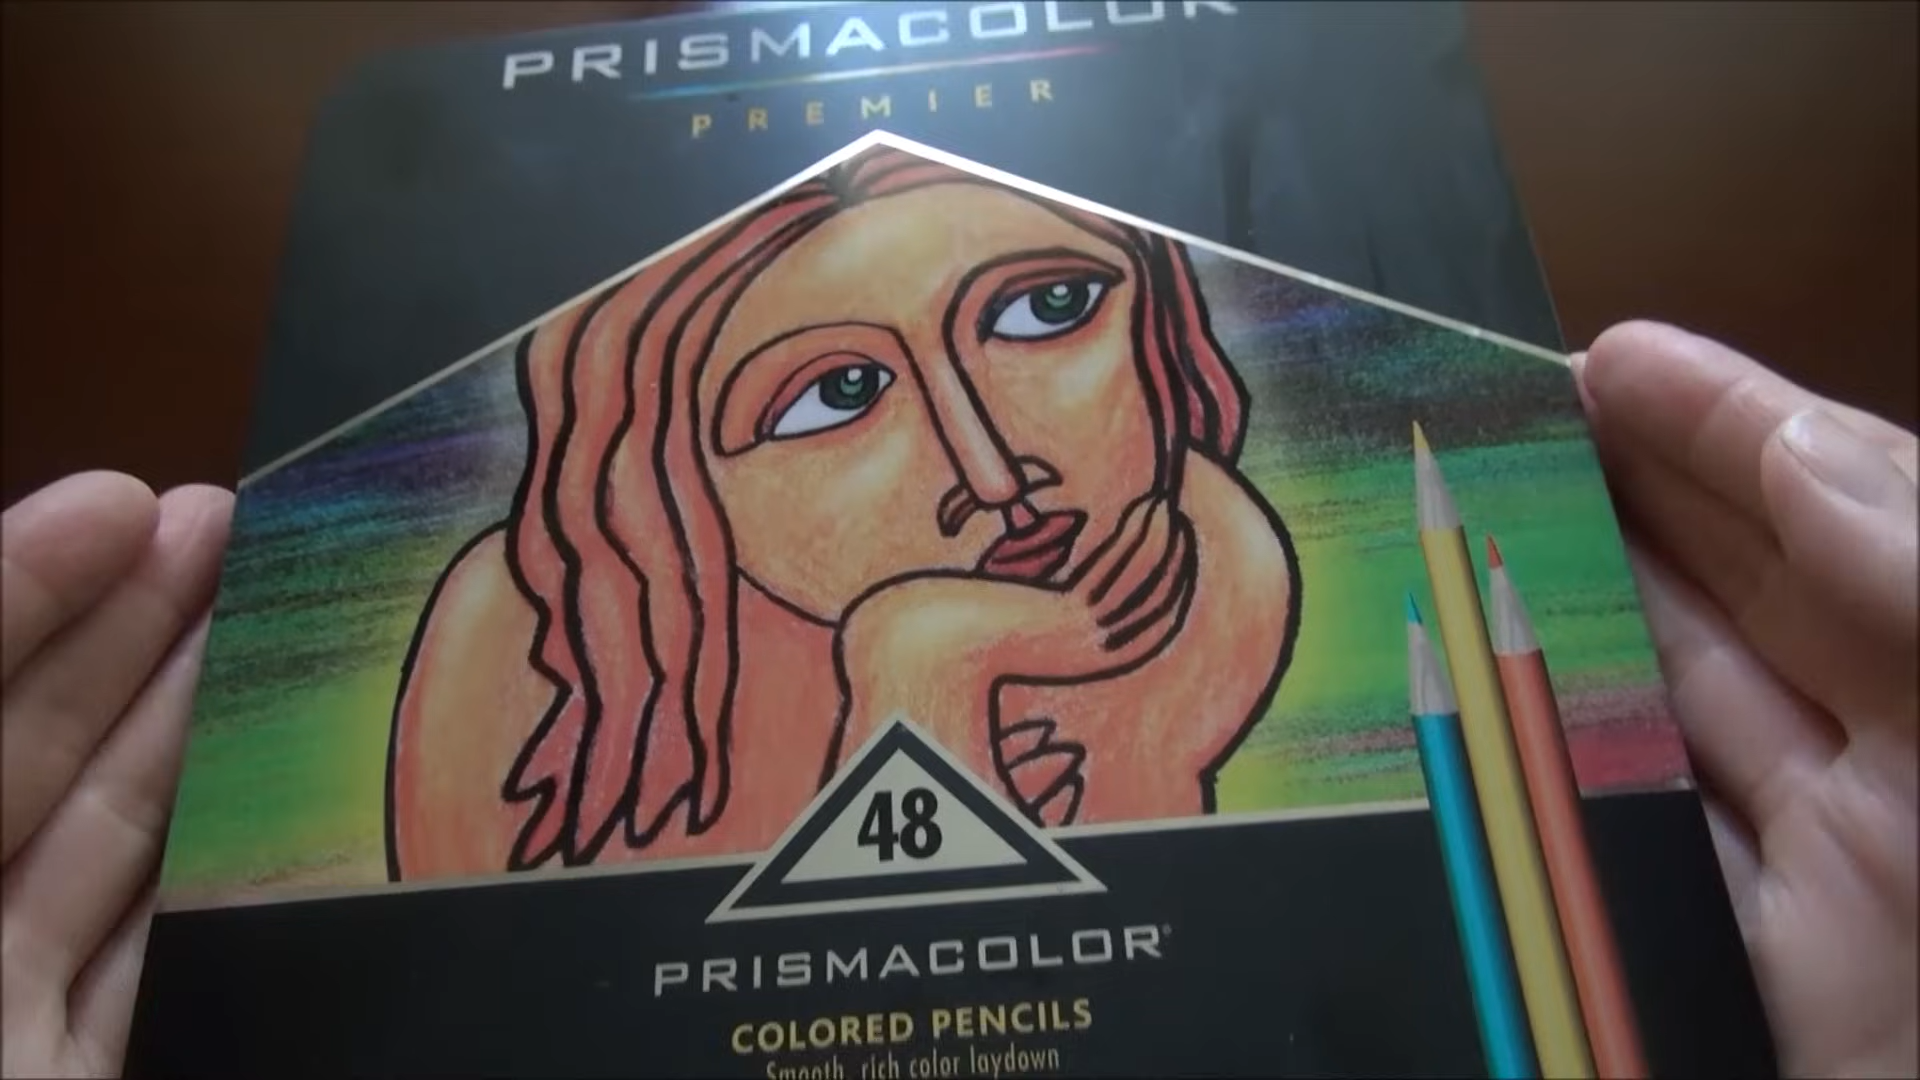 PRISMACOLOR
PREMIER
48
PRISMACOLOR®
COLORED PENCILS
Smooth, rich color laydown